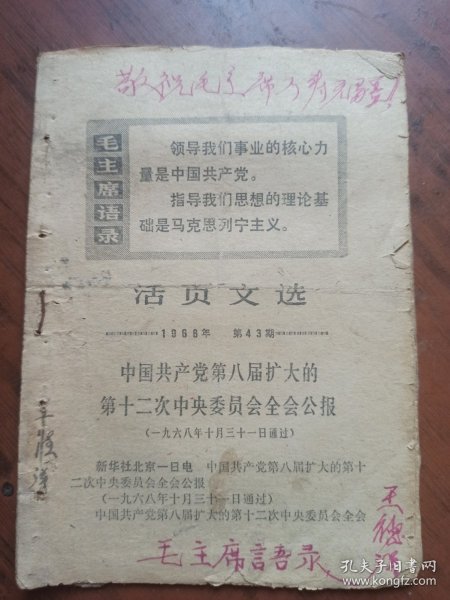 敬祝毛主席万寿无疆!
毛主席语录
领导我们事业的核心力
量是中国共产党。
指导我们思想的理论基
础是马克思列宁主义。
活页文选
1968年 第43期
中国共产党第八届扩大的
第十二次中央委员会全会公报
(一九六八年十月三十一日通过)
新华社北京一日电 中国共产党第八届扩大的第十
二次中央委员会全会公报
(一九六八年十月三十一日通过)
中国共产党第八届扩大的第十二次中央委员会全会
毛主席言吾录
孔夫子旧书网